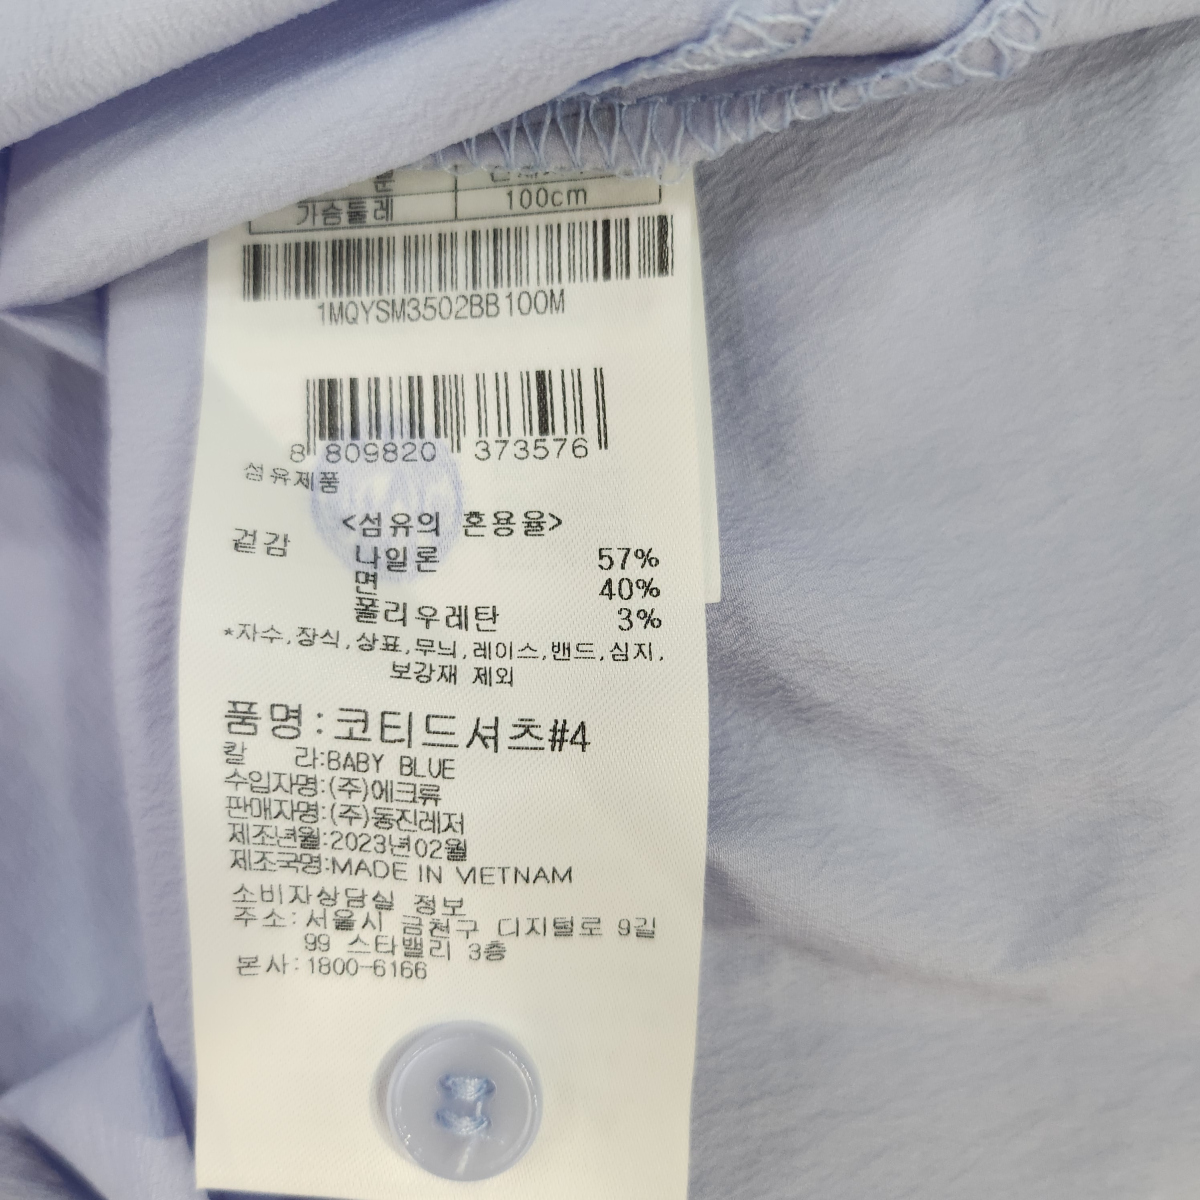 가슴둘레 100cm
1MQYSM3502BB100M
8 809820 373576
섬유제품
<섬유의 혼용율>
겉감 나일론 57%
면 40%
폴리우레탄 3%
*자수,장식,상표,무늬,레이스,밴드,심지,
보강재 제외
품명:코티드셔츠#4
칼 라:BABY BLUE
수입자명:(주)에크류
판매자명:(주)동진레저
제조년월:2023년02월
제조국명:MADE IN VIETNAM
소비자상담실 정보
주소:서울시 금천구 디지털로 9길
99 스타밸리 3층
본사:1800-6166